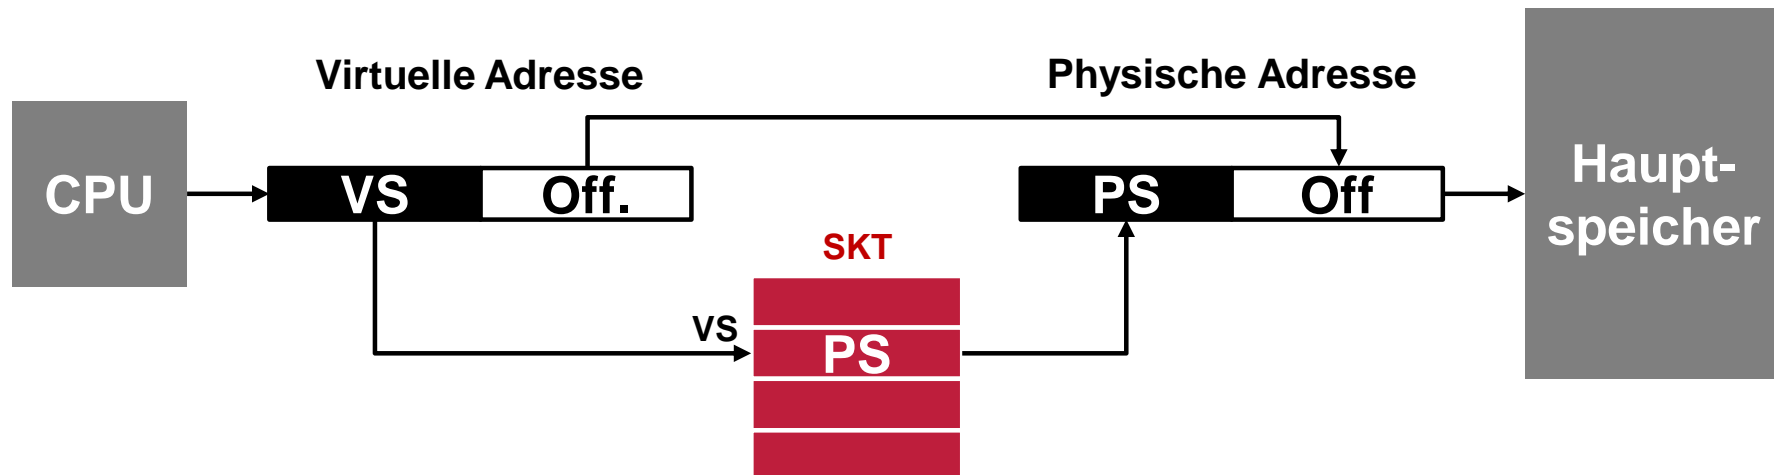 Virtuelle Adresse
Physische Adresse
CPU
VS
Off.
PS
Off
Haupt-
speicher
SKT
VS
PS